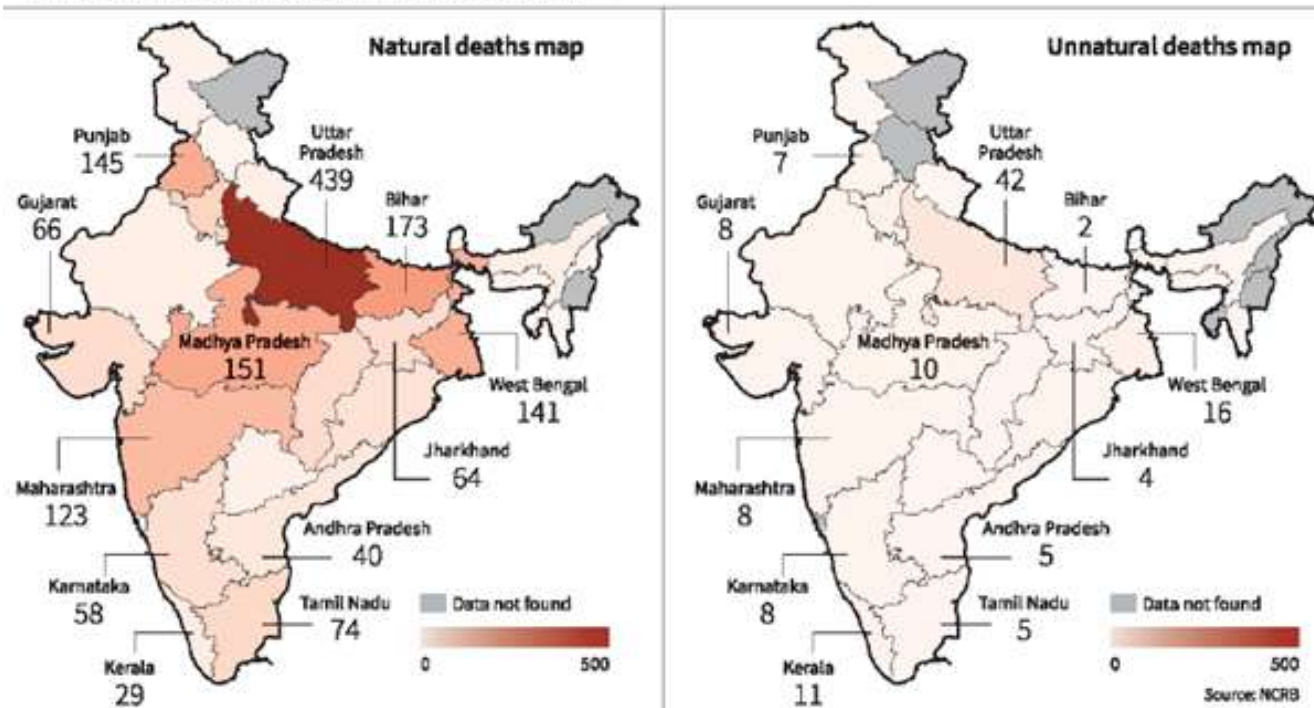 Natural deaths map
Punjab
145
Uttar
Pradesh
439
Gujarat
66
Bihar
173
Madhya Pradesh
151
West Bengal
141
Jharkhand
64
Maharashtra
123
Andhra Pradesh
40
Karnataka
58
Tamil Nadu
74
Kerala
29
Data not found
0 500
Unnatural deaths map
Punjab
7
Uttar
Pradesh
42
Gujarat
8
Bihar
2
Madhya Pradesh
10
West Bengal
16
Jharkhand
4
Maharashtra
8
Andhra Pradesh
5
Karnataka
8
Tamil Nadu
5
Kerala
11
Data not found
0 500
Source: NCRB